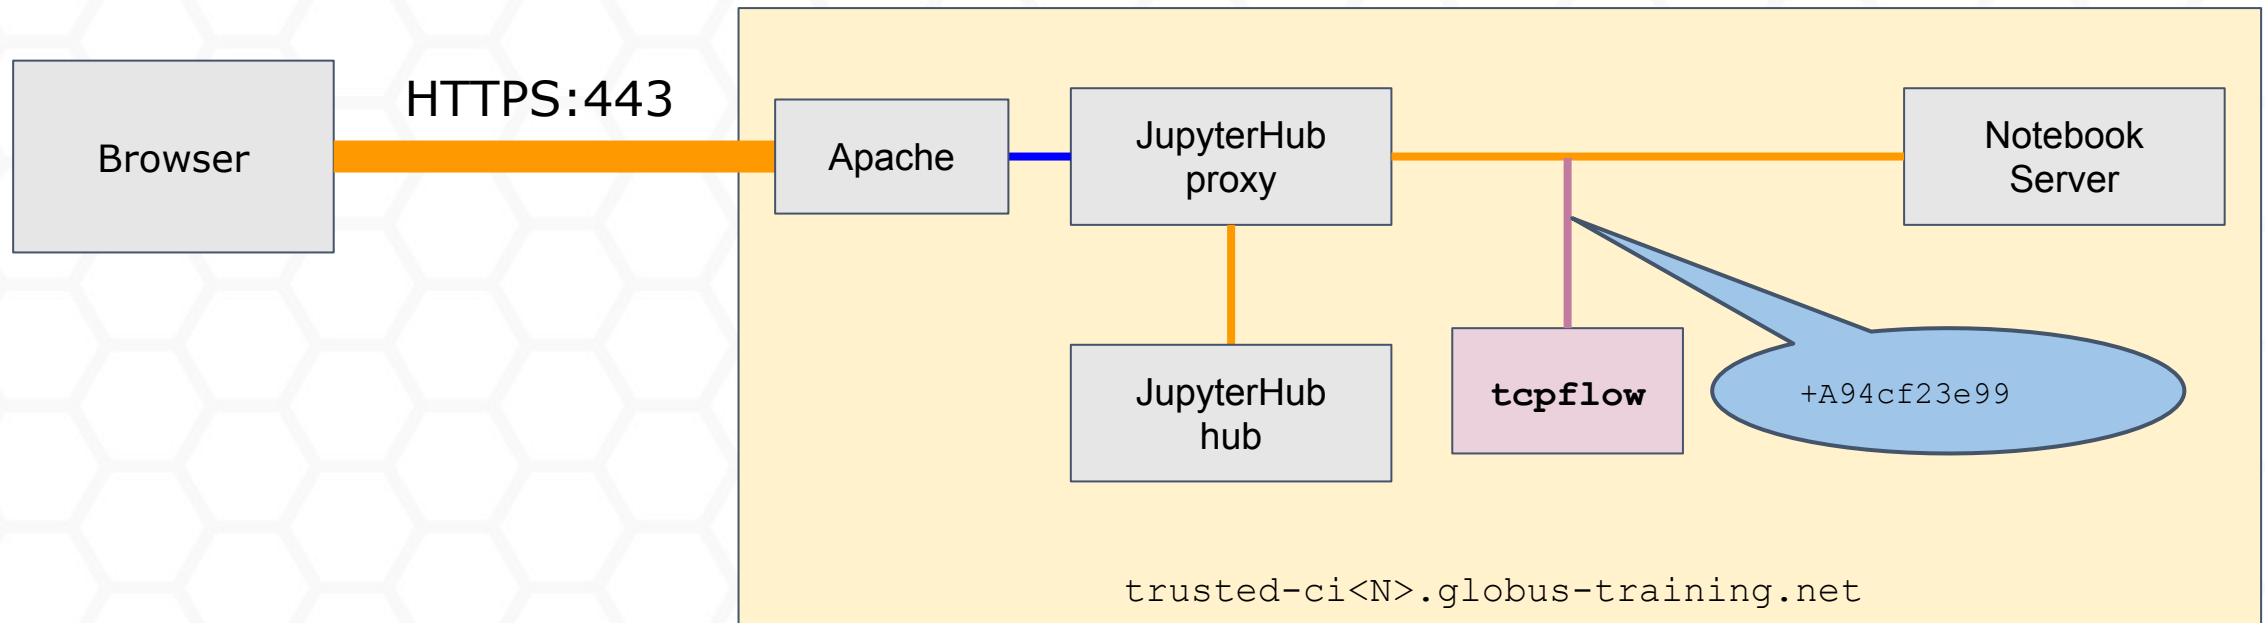 HTTPS:443
Browser
Apache
JupyterHub
proxy
Notebook
Server
JupyterHub
hub
tcpflow
+A94cf23e99
trusted-ci<N>.globus-training.net